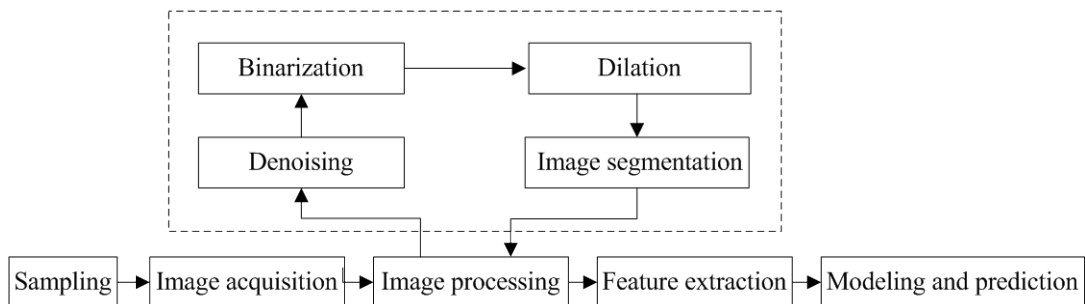 Binarization
Dilation
Denoising
Image segmentation
Sampling
Image acquisition
Image processing
Feature extraction
Modeling and prediction